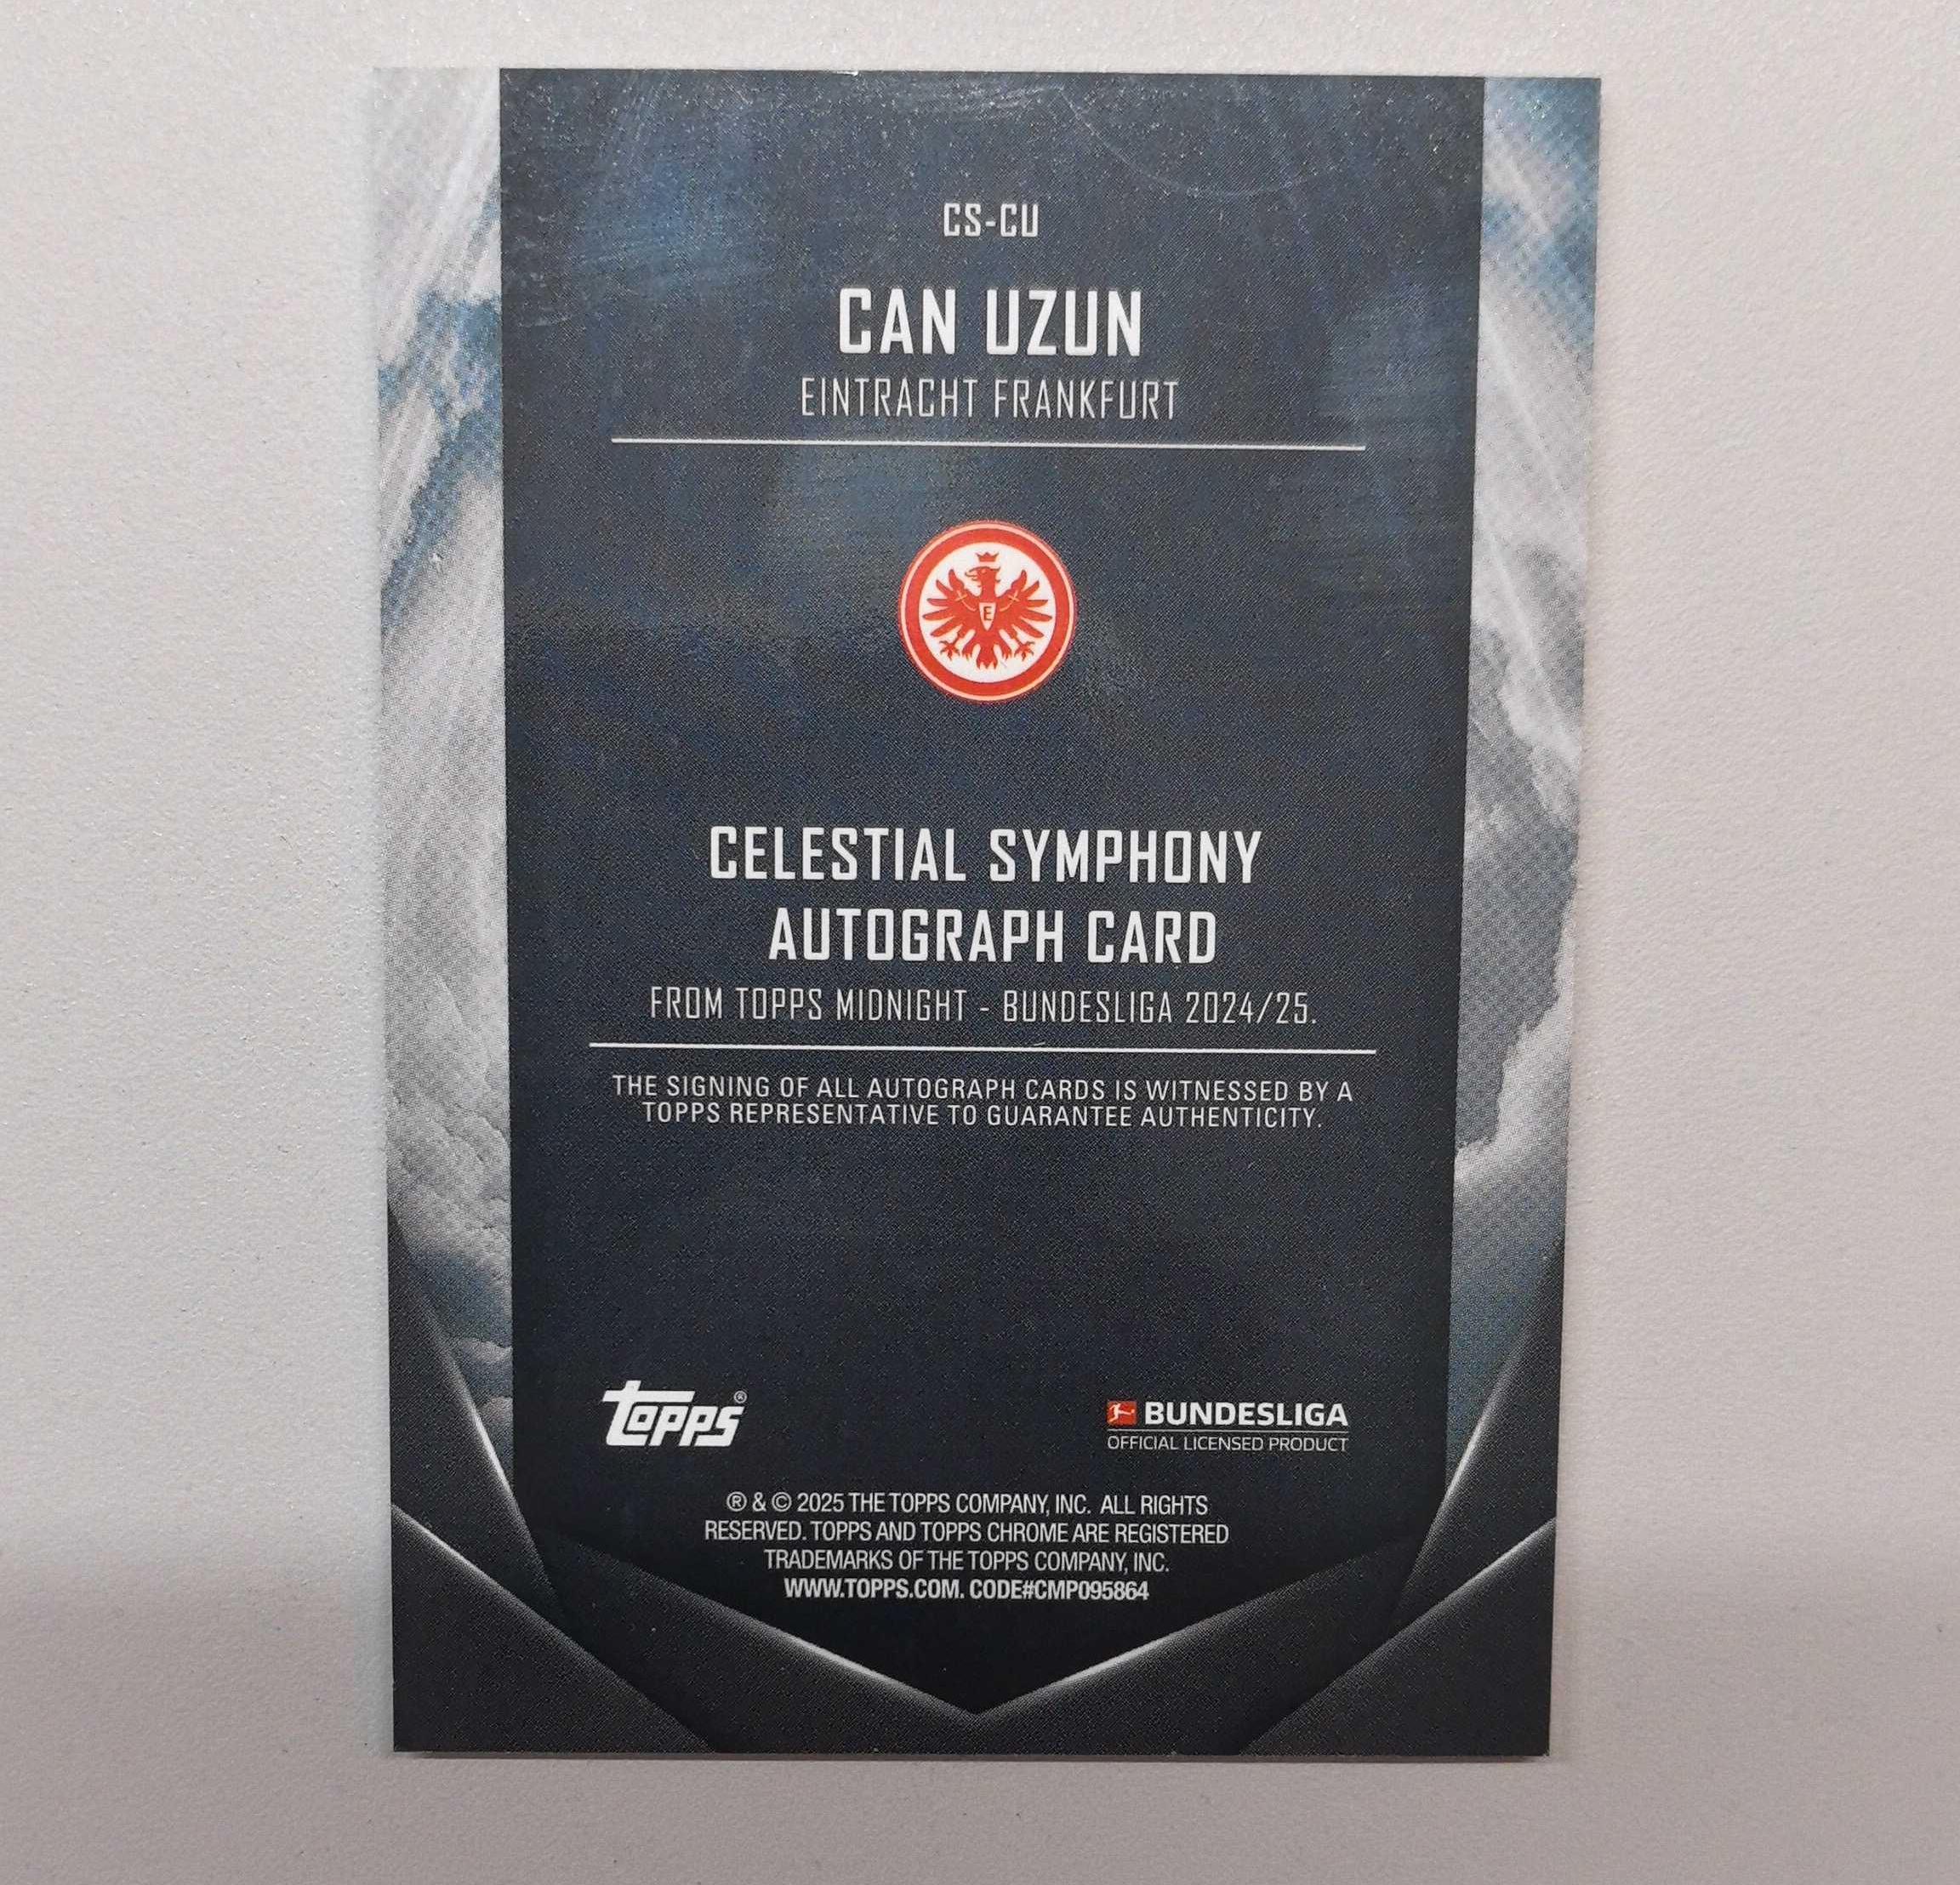 CS-CU
CAN UZUN
EINTRACHT FRANKFURT
E
CELESTIAL SYMPHONY
AUTOGRAPH CARD
FROM TOPPS MIDNIGHT - BUNDESLIGA 2024/25.
THE SIGNING OF ALL AUTOGRAPH CARDS IS WITNESSED BY A
TOPPS REPRESENTATIVE TO GUARANTEE AUTHENTICITY.
topps®
BUNDESLIGA
OFFICIAL LICENSED PRODUCT
® & © 2025 THE TOPPS COMPANY, INC. ALL RIGHTS
RESERVED. TOPPS AND TOPPS CHROME ARE REGISTERED
TRADEMARKS OF THE TOPPS COMPANY, INC.
WWW.TOPPS.COM. CODE#CMP095864